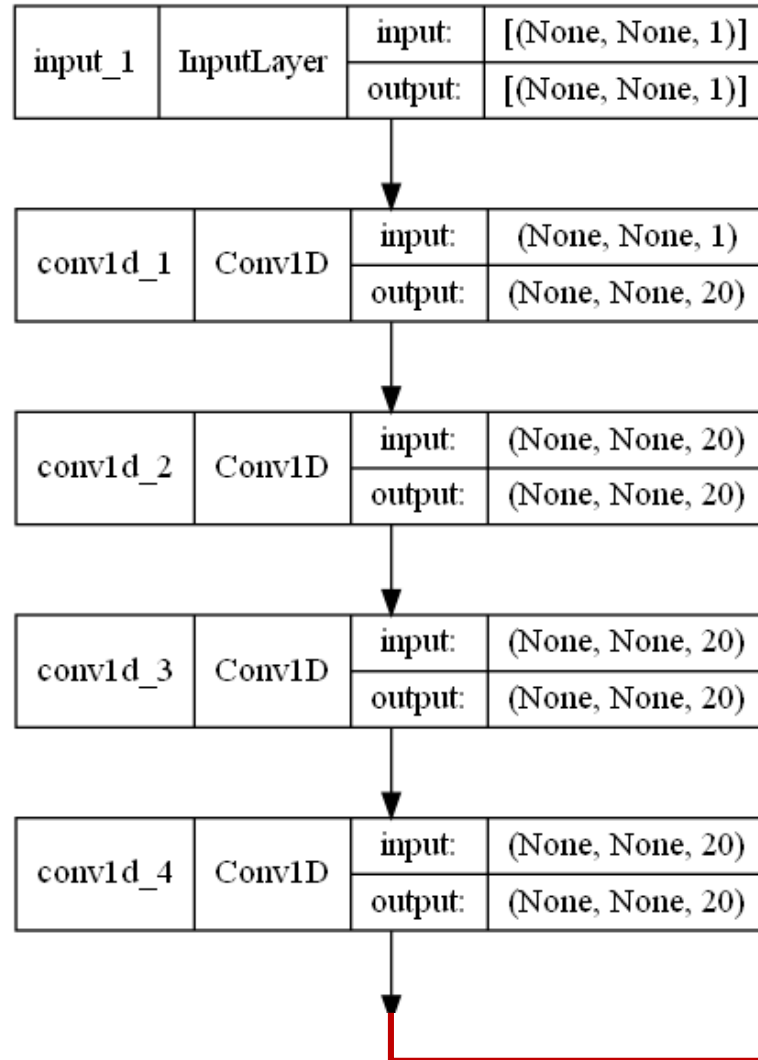 input_1 InputLayer input: [(None, None, 1)]
output: [(None, None, 1)]
conv1d_1 Conv1D input: (None, None, 1)
output: (None, None, 20)
conv1d_2 Conv1D input: (None, None, 20)
output: (None, None, 20)
conv1d_3 Conv1D input: (None, None, 20)
output: (None, None, 20)
conv1d_4 Conv1D input: (None, None, 20)
output: (None, None, 20)